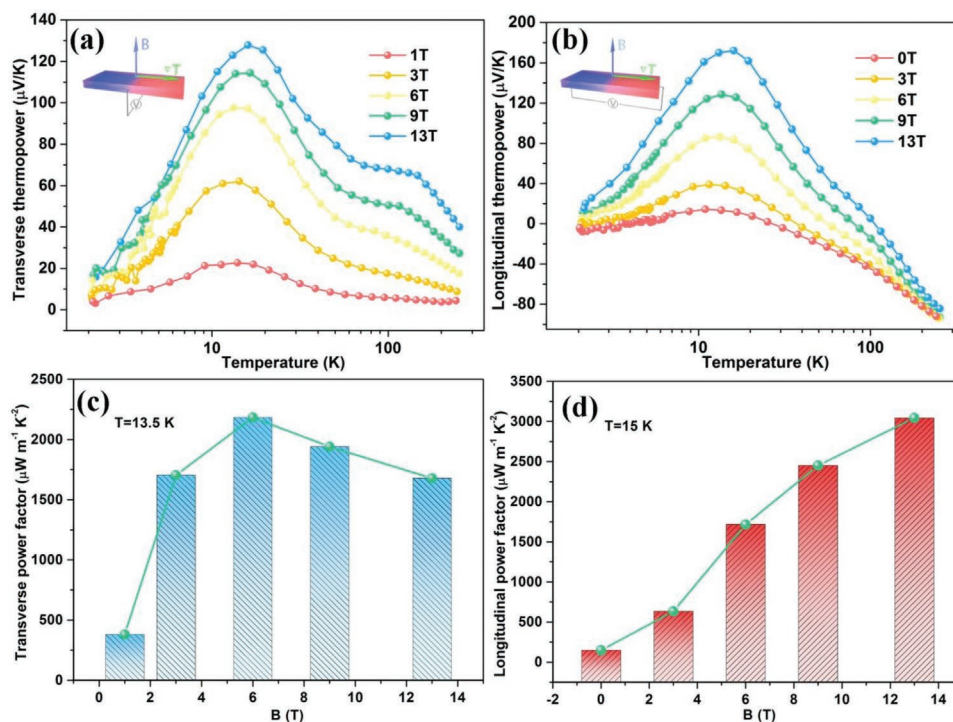 (a)
B
∇T
V
1T
3T
6T
9T
13T
140
120
100
80
60
40
20
0
Transverse thermopower (μV/K)
10
100
Temperature (K)
(b)
B
∇T
V
0T
3T
6T
9T
13T
200
160
120
80
40
0
-40
-80
Longitudinal thermopower (μV/K)
10
100
Temperature (K)
(c)
T=13.5 K
2500
2000
1500
1000
500
0
Transverse power factor (μW m⁻¹ K⁻²)
0 2 4 6 8 10 12 14
B (T)
(d)
T=15 K
3500
3000
2500
2000
1500
1000
500
0
Longitudinal power factor (μW m⁻¹ K⁻²)
-2 0 2 4 6 8 10 12 14
B (T)